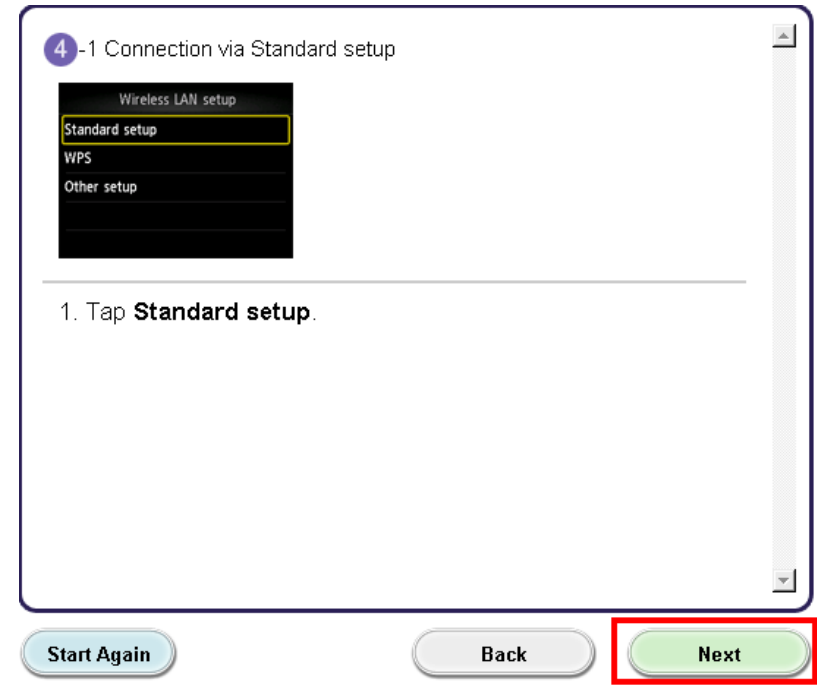 4-1 Connection via Standard setup
Wireless LAN setup
Standard setup
WPS
Other setup
1. Tap Standard setup.
Start Again
Back
Next